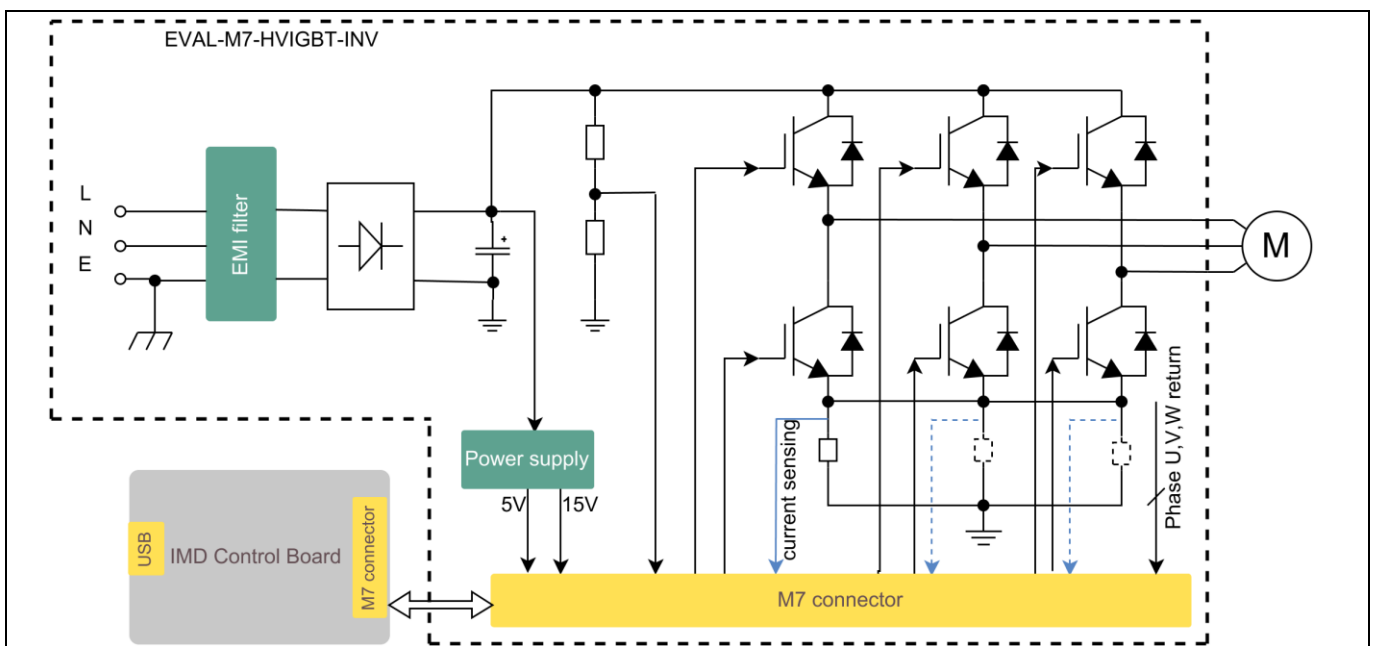 EVAL-M7-HVIGBT-INV
L
N
E
EMI filter
+
M
Power supply
5V
15V
current sensing
Phase U,V,W return
USB
IMD Control Board
M7 connector
M7 connector